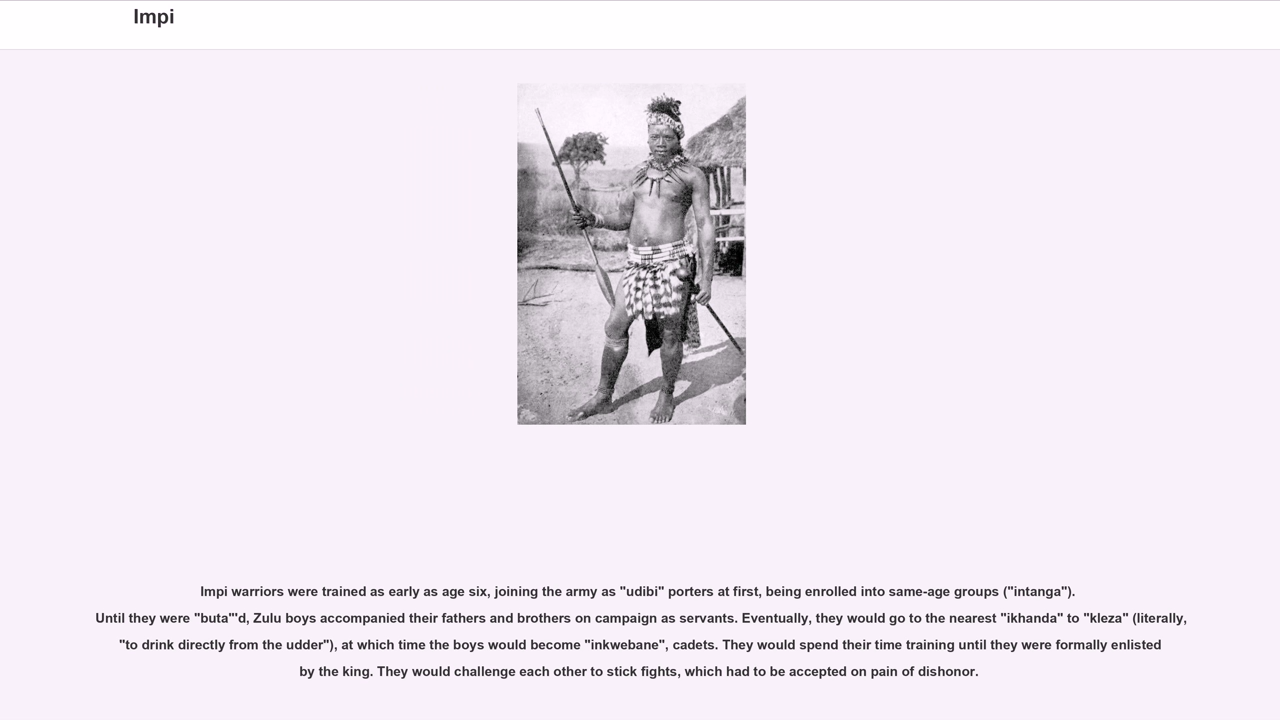 Impi
Impi warriors were trained as early as age six, joining the army as "udibi" porters at first, being enrolled into same-age groups ("intanga").
Until they were "buta"'d, Zulu boys accompanied their fathers and brothers on campaign as servants. Eventually, they would go to the nearest "ikhanda" to "kleza" (literally,
"to drink directly from the udder"), at which time the boys would become "inkwebane", cadets. They would spend their time training until they were formally enlisted
by the king. They would challenge each other to stick fights, which had to be accepted on pain of dishonor.